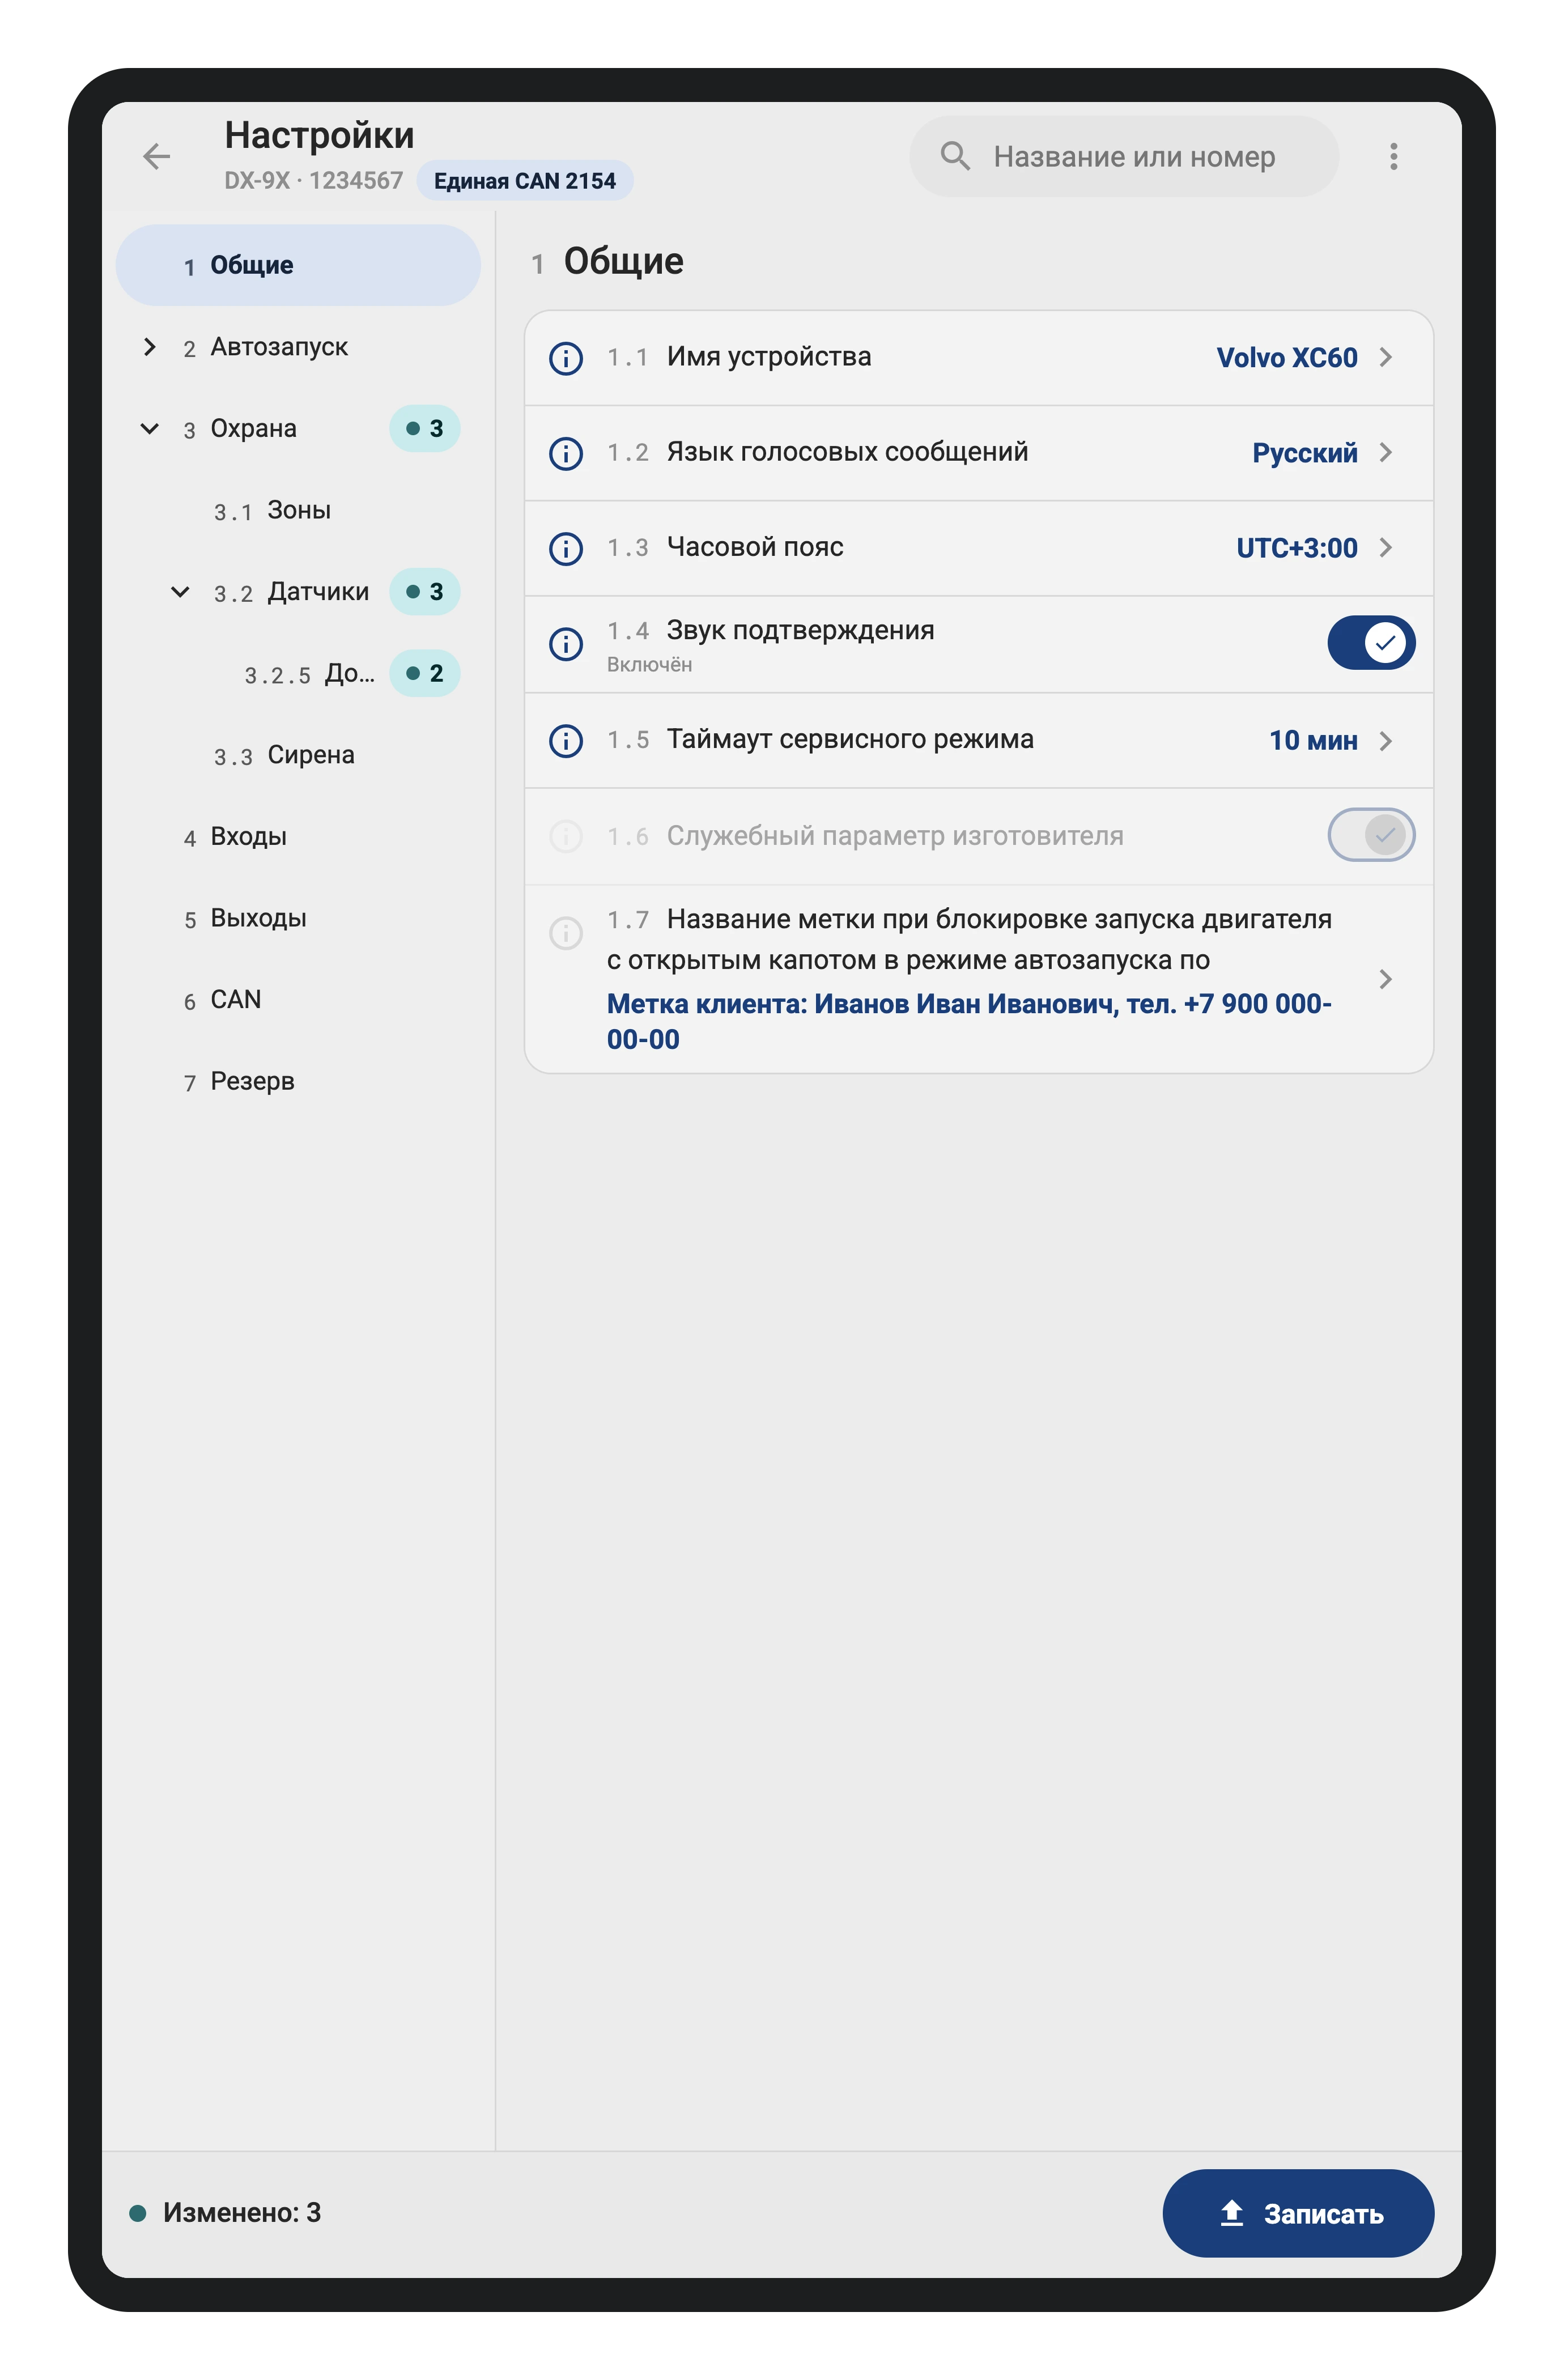 Настройки
DX-9X · 1234567 Единая CAN 2154
Название или номер
1 Общие
2 Автозапуск
3 Охрана 3
3.1 Зоны
3.2 Датчики 3
3.2.5 До... 2
3.3 Сирена
4 Входы
5 Выходы
6 CAN
7 Резерв
1 Общие
1.1 Имя устройства Volvo XC60
1.2 Язык голосовых сообщений Русский
1.3 Часовой пояс UTC+3:00
1.4 Звук подтверждения
Включён
1.5 Таймаут сервисного режима 10 мин
1.6 Служебный параметр изготовителя
1.7 Название метки при блокировке запуска двигателя
с открытым капотом в режиме автозапуска по
Метка клиента: Иванов Иван Иванович, тел. +7 900 000-
00-00
Изменено: 3
Записать